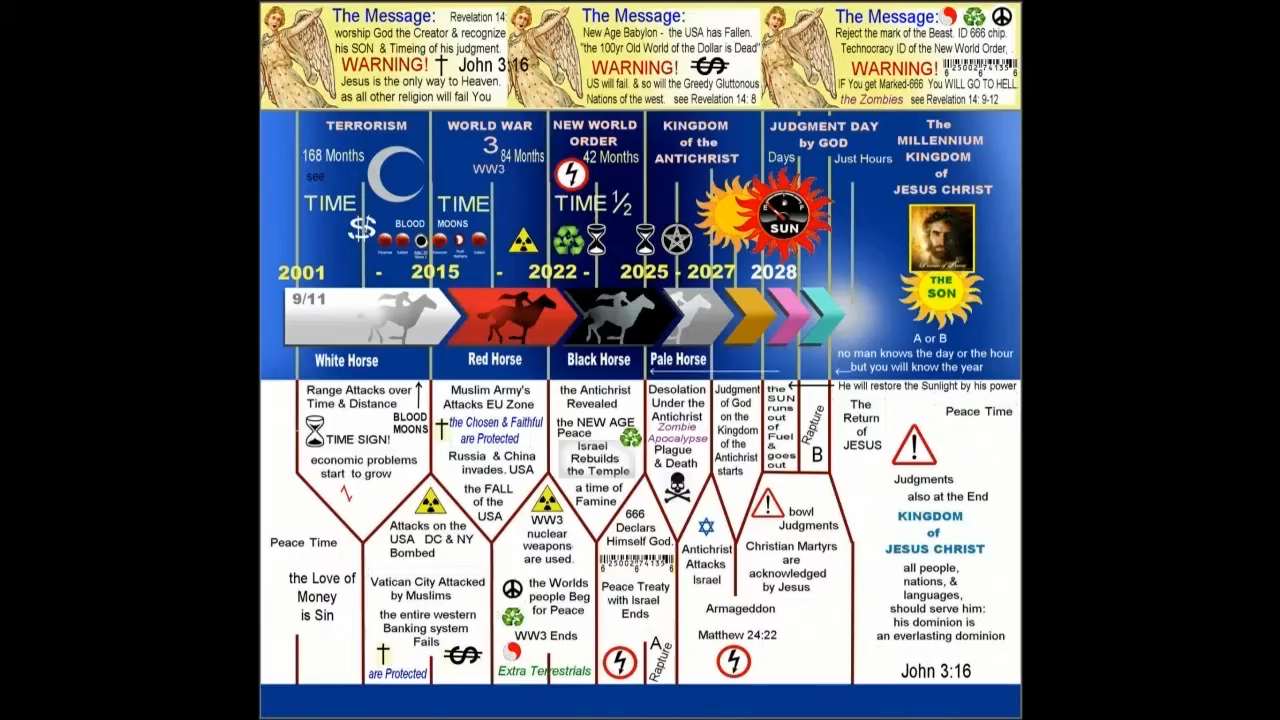 The Message: Revelation 14:
worship God the Creator & recognize
his SON & Timeing of his judgment.
WARNING! ✝ John 3:16
Jesus is the only way to Heaven.
as all other religion will fail You
The Message:
New Age Babylon - the USA has Fallen.
"the 100yr Old World of the Dollar is Dead"
WARNING! $
US will fail & so will the Greedy Gluttonous
Nations of the west. see Revelation 14: 8
The Message:
Reject the mark of the Beast. ID 666 chip.
Technocracy ID of the New World Order,
WARNING!
6 25002 6 74135 6
IF You get Marked-666 You WILL GO TO HELL
the Zombies see Revelation 14: 9-12
TERRORISM
168 Months
see
TIME
$
BLOOD MOONS
WORLD WAR
3
84 Months
WW3
TIME
NEW WORLD
ORDER
42 Months
TIME ½
KINGDOM
of the
ANTICHRIST
JUDGMENT DAY
by GOD
Days Just Hours
E F
SUN
The
MILLENNIUM
KINGDOM
of
JESUS CHRIST
Prince of Peace
THE
SON
2001 - 2015 - 2022 - 2025 - 2027 2028
9/11
White Horse
Red Horse
Black Horse
Pale Horse
A or B
no man knows the day or the hour
but you will know the year
He will restore the Sunlight by his power
Range Attacks over
Time & Distance
BLOOD
MOONS
TIME SIGN!
economic problems
start to grow
Muslim Army's
Attacks EU Zone
the Chosen & Faithful
are Protected
Russia & China
invades. USA
the FALL
of the
USA
the Antichrist
Revealed
the NEW AGE
Peace
Israel
Rebuilds
the Temple
a time of
Famine
Desolation
Under the
Antichrist
Zombie
Apocalypse
Plague
& Death
Judgment
of God
on the
Kingdom
of the
Antichrist
starts
the
SUN
runs
out
of
Fuel
&
goes
out
Rapture
B
The
Return
of
JESUS
Peace Time
Judgments
also at the End
KINGDOM
of
JESUS CHRIST
all people,
nations, &
languages,
should serve him:
his dominion is
an everlasting dominion
John 3:16
Peace Time
the Love of
Money
is Sin
Attacks on the
USA DC & NY
Bombed
Vatican City Attacked
by Muslims
the entire western
Banking system
Fails
✝ $
are Protected
WW3
nuclear
weapons
are used.
the Worlds
people Beg
for Peace
WW3 Ends
Extra Terrestrials
666
Declares
Himself God.
6 25002 6 74135 6
Peace Treaty
with Israel
Ends
A
Rapture
Antichrist
Attacks
Israel
bowl
Judgments
Christian Martyrs
are
acknowledged
by Jesus
Armageddon
Matthew 24:22